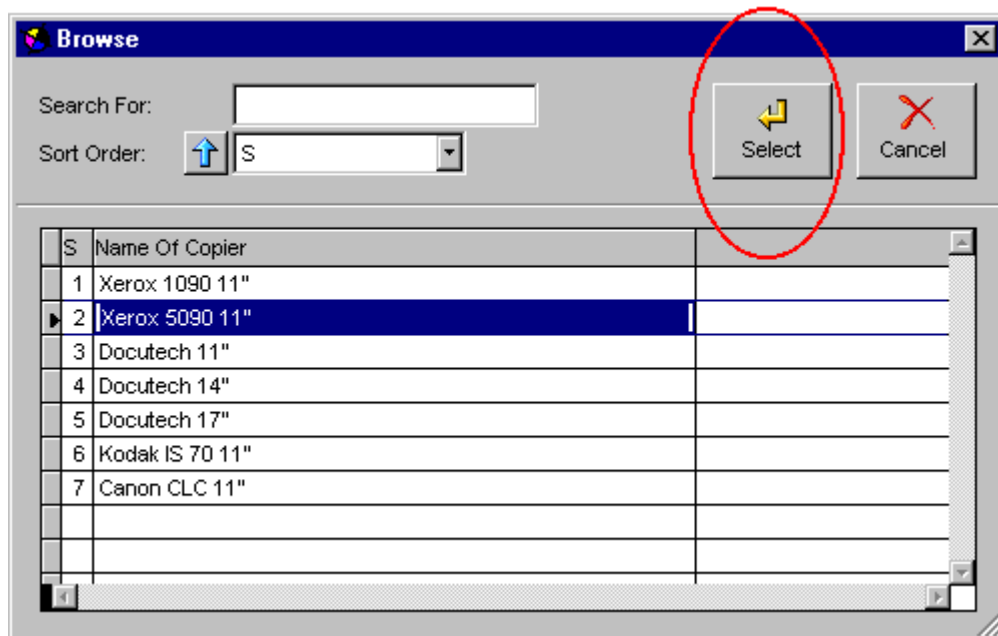 Browse
Search For:
Sort Order: S
Select Cancel
S Name Of Copier
1 Xerox 1090 11"
2 Xerox 5090 11"
3 Docutech 11"
4 Docutech 14"
5 Docutech 17"
6 Kodak IS 70 11"
7 Canon CLC 11"